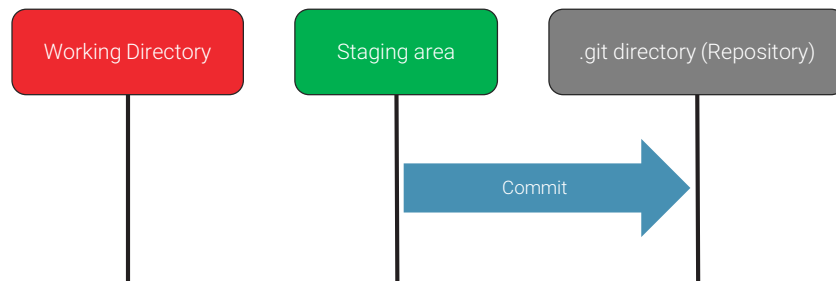 Working Directory
Staging area
.git directory (Repository)
Commit